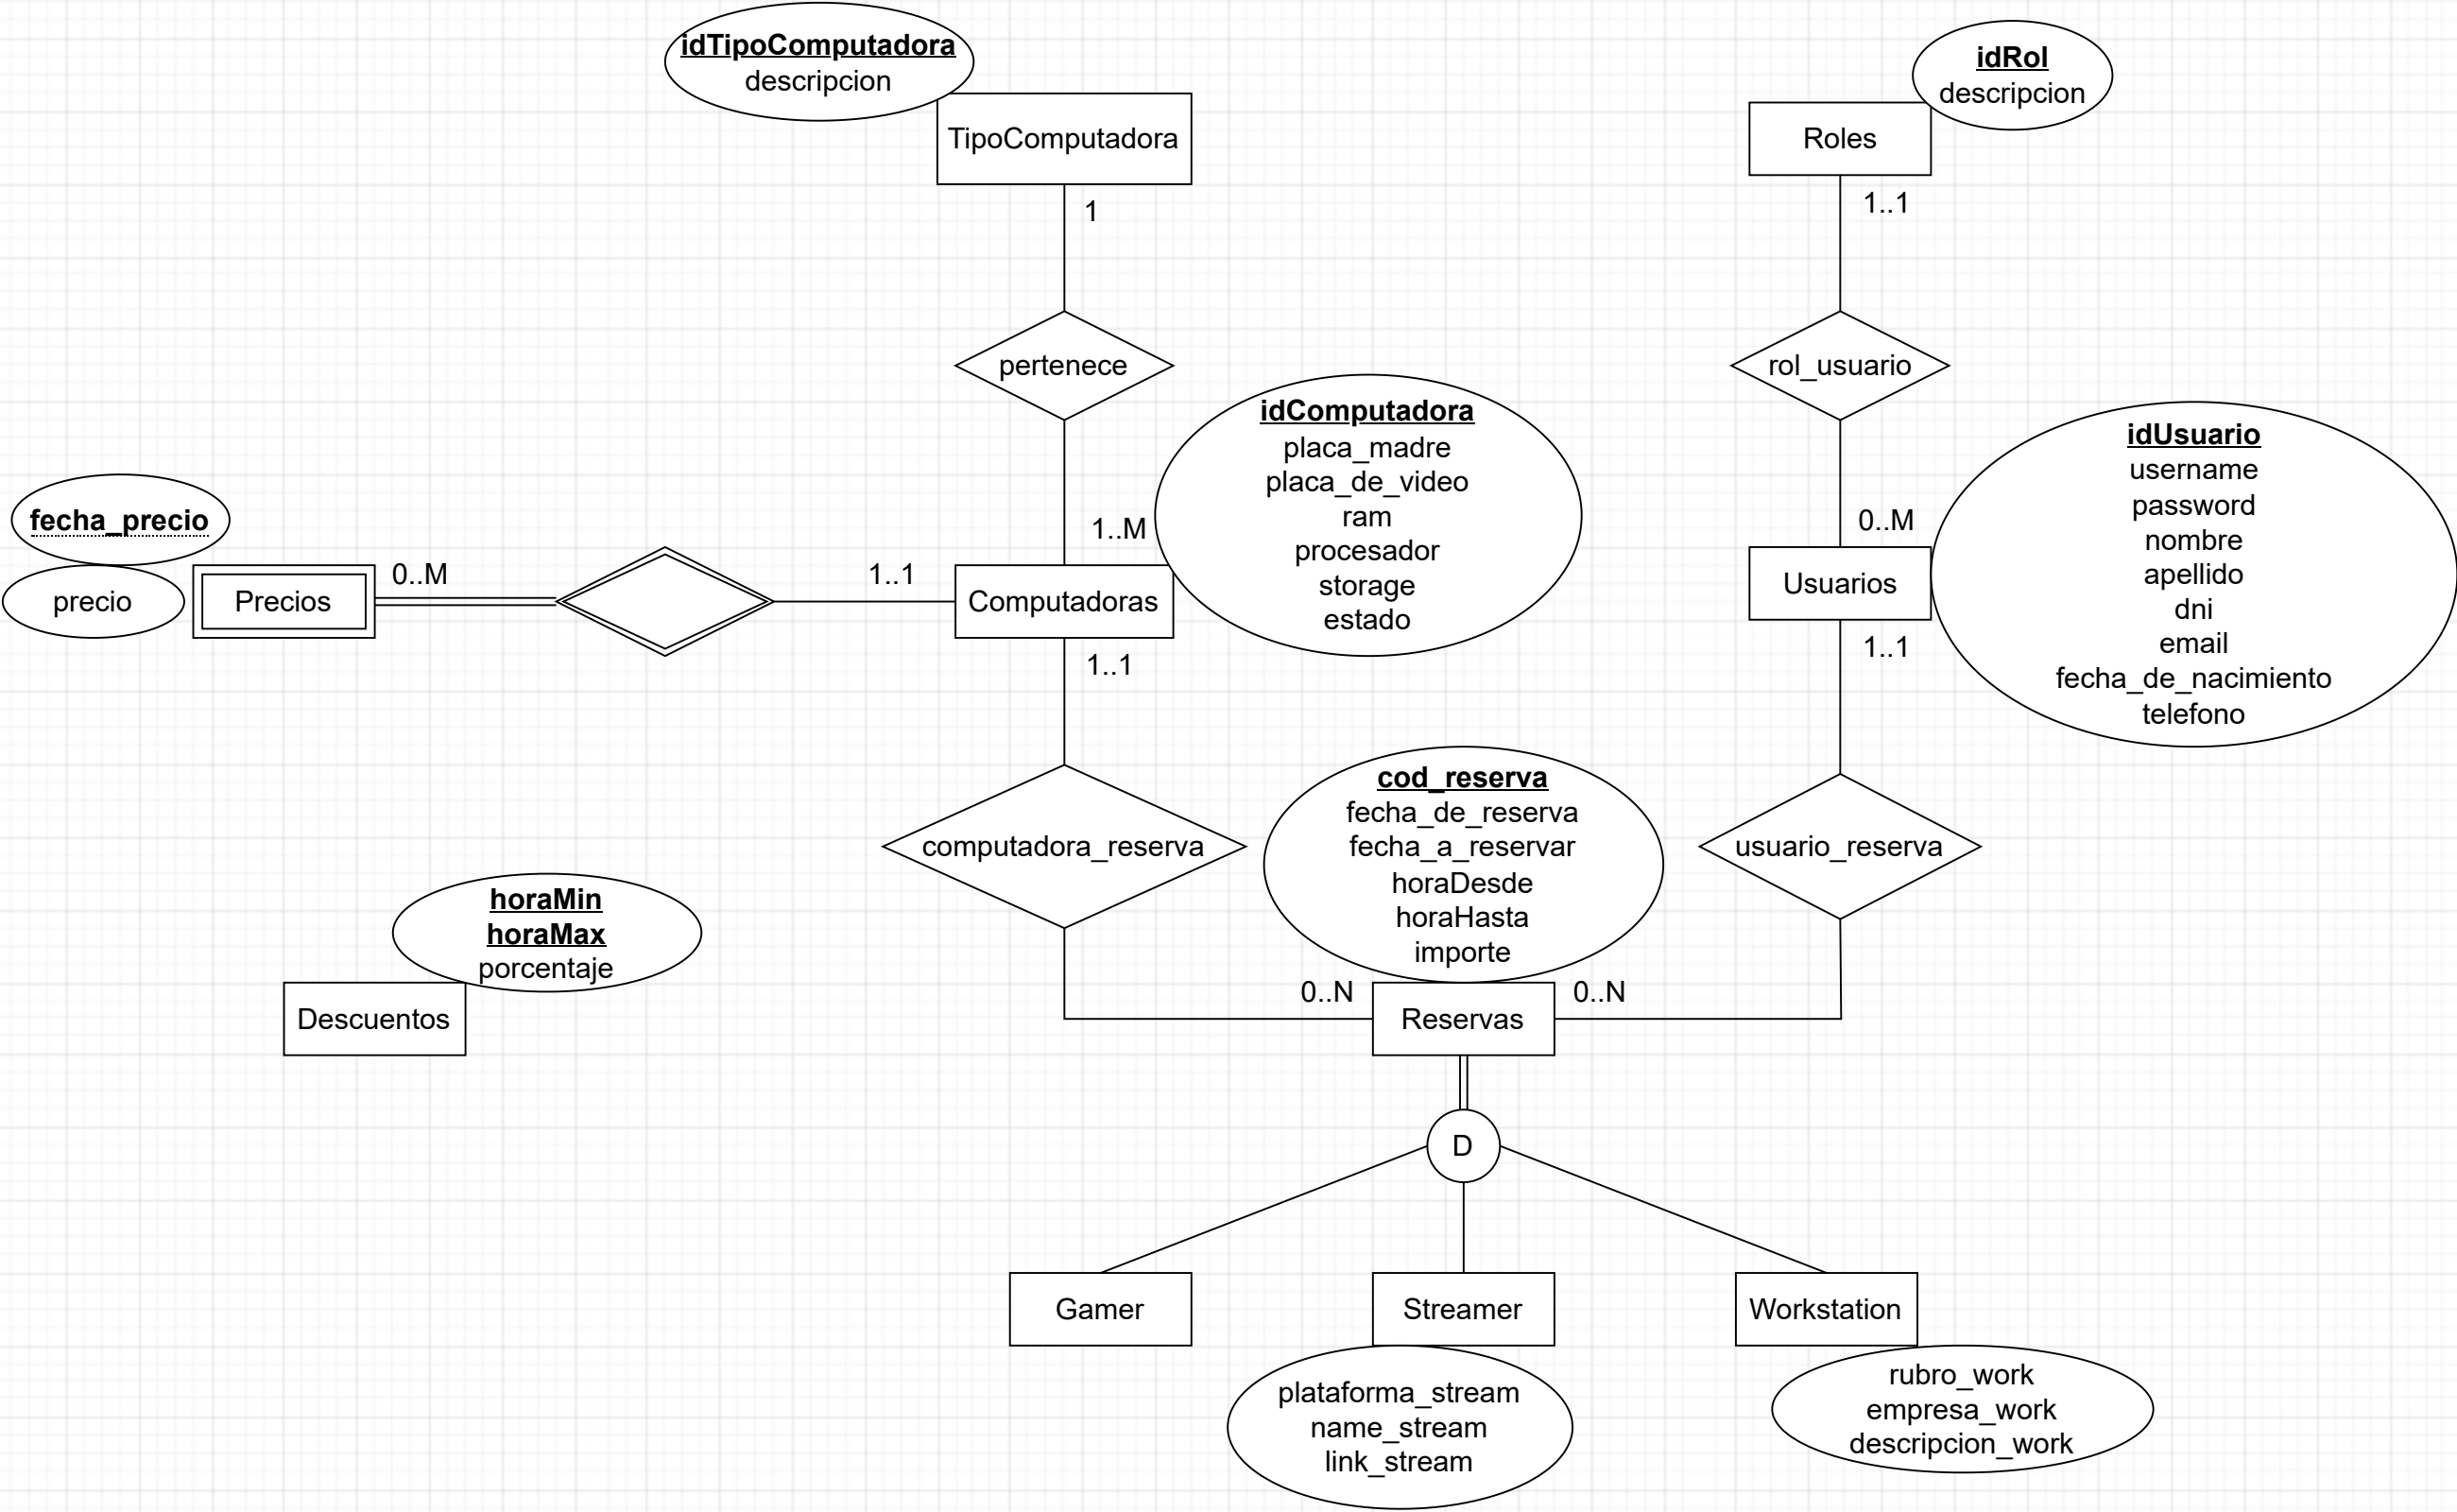 idTipoComputadora
descripcion
TipoComputadora
1
idRol
descripcion
Roles
1..1
pertenece
rol_usuario
idComputadora
placa_madre
placa_de_video
ram
procesador
storage
estado
1..M
Computadoras
1..1
1..1
idUsuario
username
password
nombre
apellido
dni
email
fecha_de_nacimiento
telefono
0..M
Usuarios
1..1
fecha_precio
precio
Precios
0..M
computadora_reserva
cod_reserva
fecha_de_reserva
fecha_a_reservar
horaDesde
horaHasta
importe
usuario_reserva
horaMin
horaMax
porcentaje
Descuentos
0..N
Reservas
0..N
D
Gamer
Streamer
Workstation
plataforma_stream
name_stream
link_stream
rubro_work
empresa_work
descripcion_work